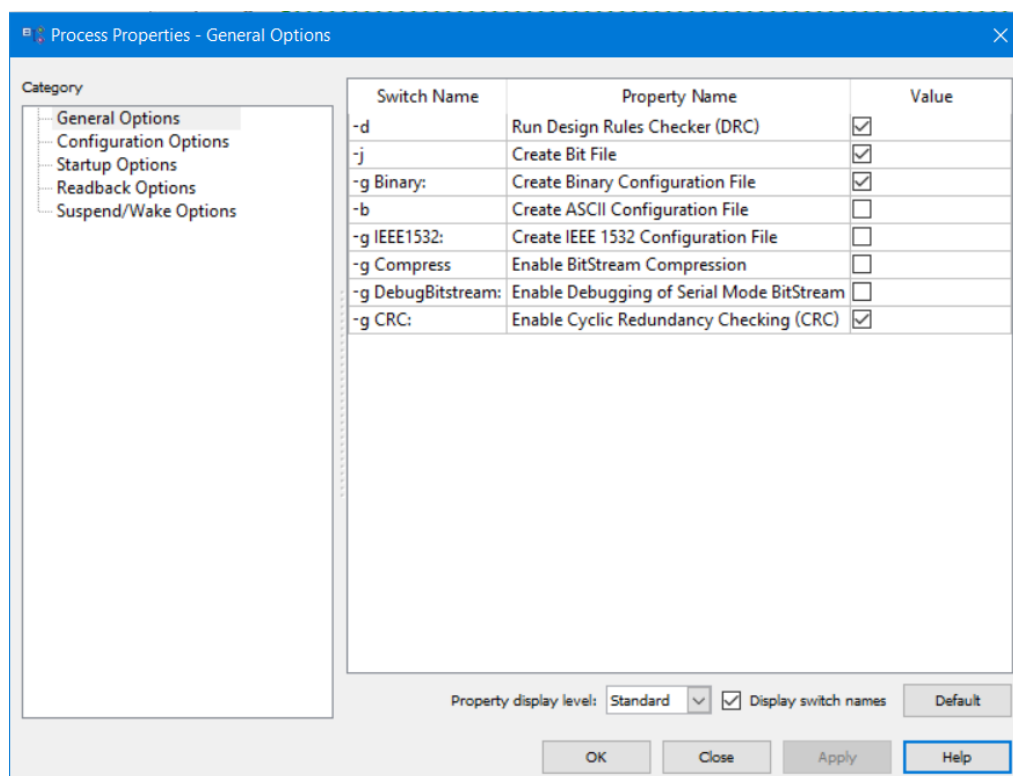 Process Properties - General Options
Category
General Options
Configuration Options
Startup Options
Readback Options
Suspend/Wake Options
Switch Name Property Name Value
-d Run Design Rules Checker (DRC)
-j Create Bit File
-g Binary: Create Binary Configuration File
-b Create ASCII Configuration File
-g IEEE1532: Create IEEE 1532 Configuration File
-g Compress Enable BitStream Compression
-g DebugBitstream: Enable Debugging of Serial Mode BitStream
-g CRC: Enable Cyclic Redundancy Checking (CRC)
Property display level: Standard Display switch names Default
OK Close Apply Help